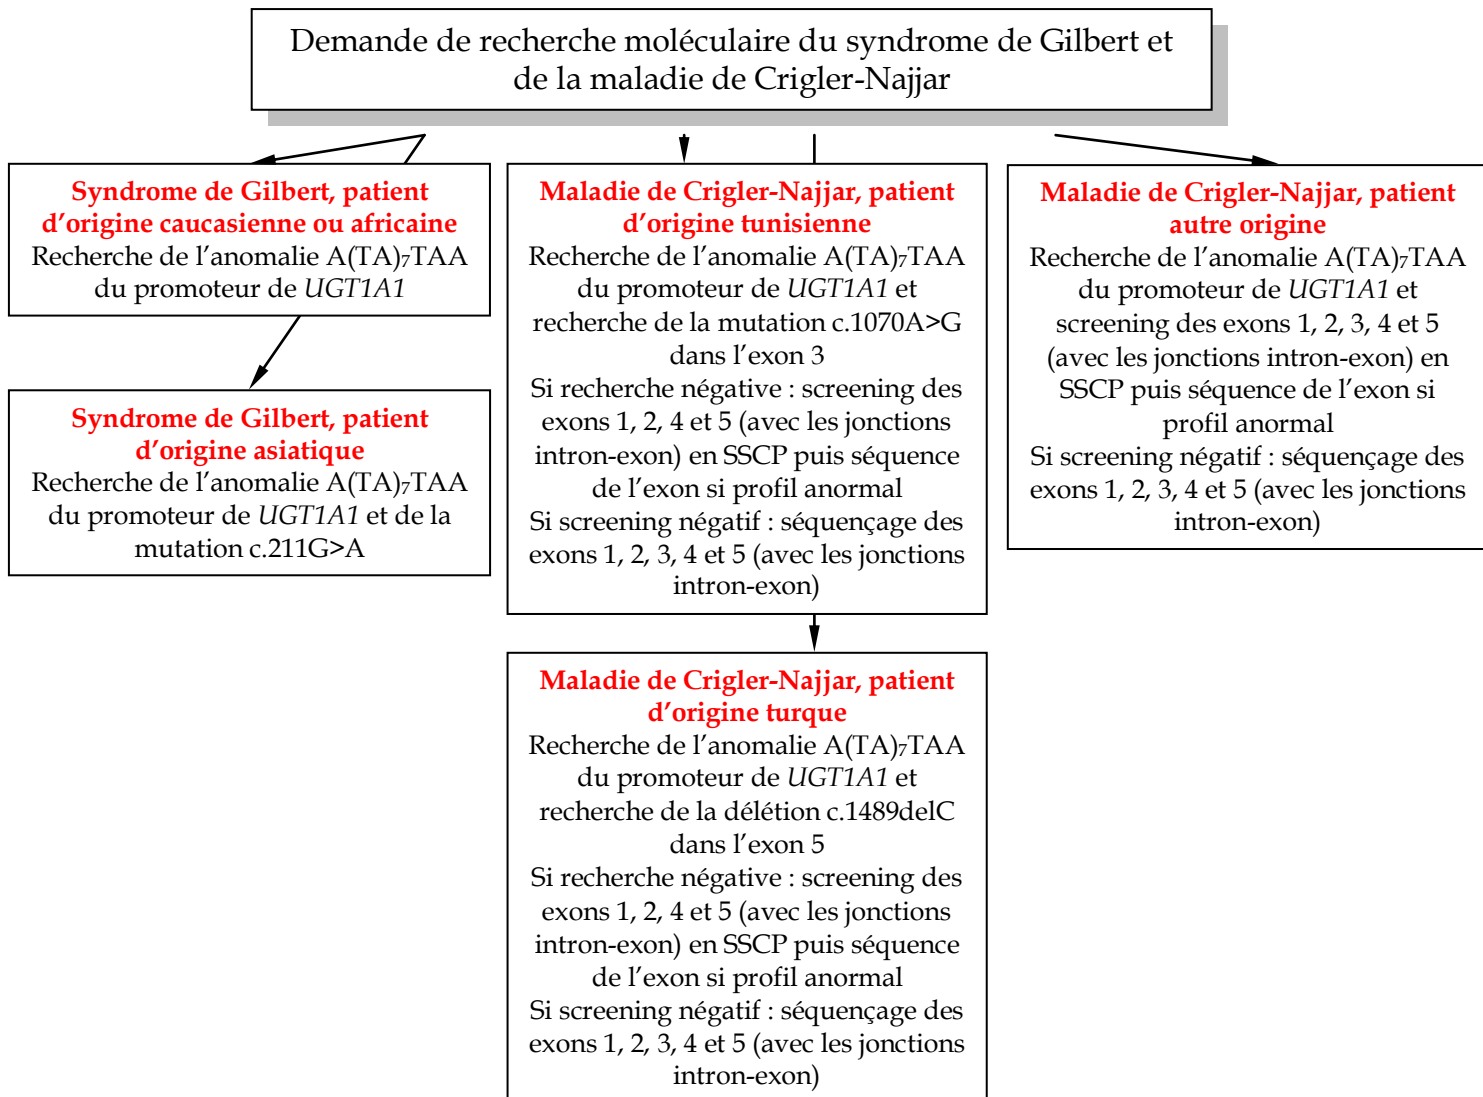 Demande de recherche moléculaire du syndrome de Gilbert et
de la maladie de Crigler-Najjar
Syndrome de Gilbert, patient
d’origine caucasienne ou africaine
Recherche de l’anomalie A(TA)₇TAA
du promoteur de UGT1A1
Syndrome de Gilbert, patient
d’origine asiatique
Recherche de l’anomalie A(TA)₇TAA
du promoteur de UGT1A1 et de la
mutation c.211G>A
Maladie de Crigler-Najjar, patient
d’origine tunisienne
Recherche de l’anomalie A(TA)₇TAA
du promoteur de UGT1A1 et
recherche de la mutation c.1070A>G
dans l’exon 3
Si recherche négative : screening des
exons 1, 2, 4 et 5 (avec les jonctions
intron-exon) en SSCP puis séquence
de l’exon si profil anormal
Si screening négatif : séquençage des
exons 1, 2, 3, 4 et 5 (avec les jonctions
intron-exon)
Maladie de Crigler-Najjar, patient
d’origine turque
Recherche de l’anomalie A(TA)₇TAA
du promoteur de UGT1A1 et
recherche de la délétion c.1489delC
dans l’exon 5
Si recherche négative : screening des
exons 1, 2, 4 et 5 (avec les jonctions
intron-exon) en SSCP puis séquence
de l’exon si profil anormal
Si screening négatif : séquençage des
exons 1, 2, 3, 4 et 5 (avec les jonctions
intron-exon)
Maladie de Crigler-Najjar, patient
autre origine
Recherche de l’anomalie A(TA)₇TAA
du promoteur de UGT1A1 et
screening des exons 1, 2, 3, 4 et 5
(avec les jonctions intron-exon) en
SSCP puis séquence de l’exon si
profil anormal
Si screening négatif : séquençage des
exons 1, 2, 3, 4 et 5 (avec les jonctions
intron-exon)